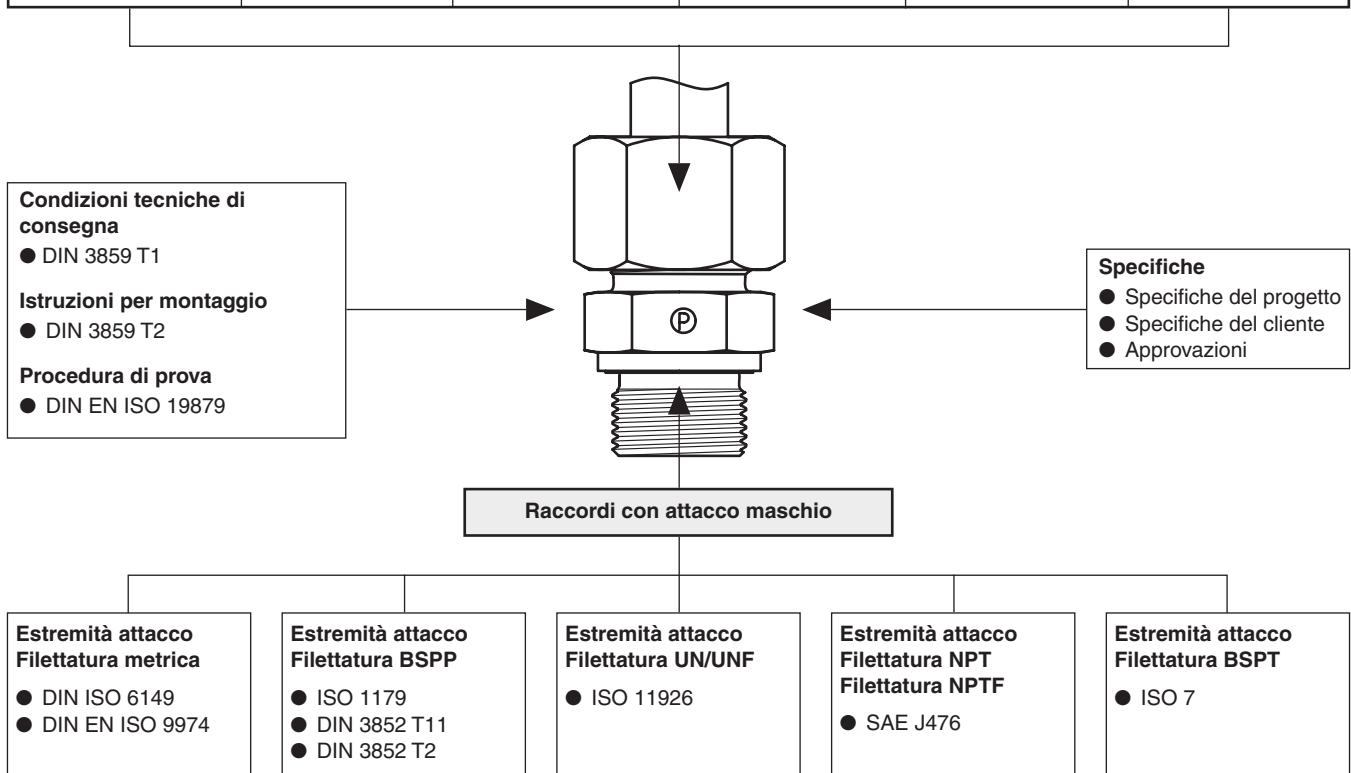 Condizioni tecniche di
consegna
● DIN 3859 T1
Istruzioni per montaggio
● DIN 3859 T2
Procedura di prova
● DIN EN ISO 19879
Specifiche
● Specifiche del progetto
● Specifiche del cliente
● Approvazioni
P
Raccordi con attacco maschio
Estremità attacco
Filettatura metrica
● DIN ISO 6149
● DIN EN ISO 9974
Estremità attacco
Filettatura BSPP
● ISO 1179
● DIN 3852 T11
● DIN 3852 T2
Estremità attacco
Filettatura UN/UNF
● ISO 11926
Estremità attacco
Filettatura NPT
Filettatura NPTF
● SAE J476
Estremità attacco
Filettatura BSPT
● ISO 7